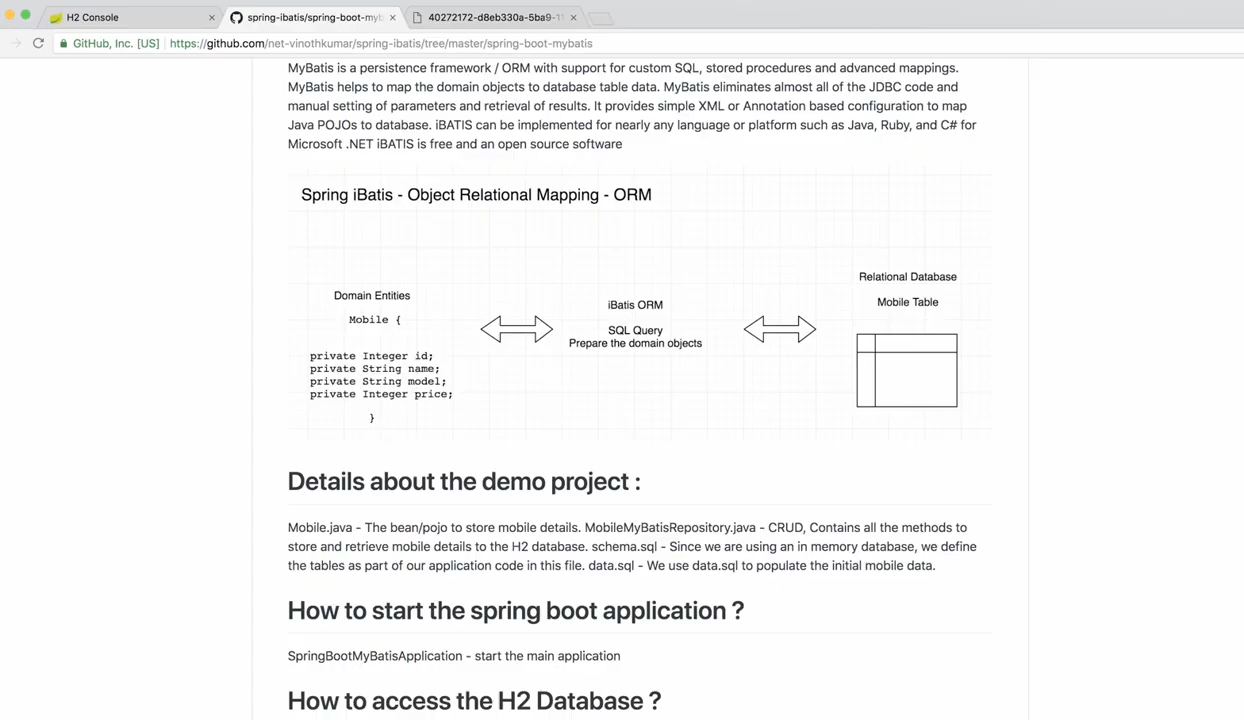 H2 Console
spring-ibatis/spring-boot-myb
40272172-d8eb330a-5ba9-11
GitHub, Inc. [US]
https://github.com/net-vinothkumar/spring-ibatis/tree/master/spring-boot-mybatis
MyBatis is a persistence framework / ORM with support for custom SQL, stored procedures and advanced mappings.
MyBatis helps to map the domain objects to database table data. MyBatis eliminates almost all of the JDBC code and
manual setting of parameters and retrieval of results. It provides simple XML or Annotation based configuration to map
Java POJOs to database. iBATIS can be implemented for nearly any language or platform such as Java, Ruby, and C# for
Microsoft .NET iBATIS is free and an open source software
Spring iBatis - Object Relational Mapping - ORM
Domain Entities
Mobile {
private Integer id;
private String name;
private String model;
private Integer price;
}
iBatis ORM
SQL Query
Prepare the domain objects
Relational Database
Mobile Table
Details about the demo project :
Mobile.java - The bean/pojo to store mobile details. MobileMyBatisRepository.java - CRUD, Contains all the methods to
store and retrieve mobile details to the H2 database. schema.sql - Since we are using an in memory database, we define
the tables as part of our application code in this file. data.sql - We use data.sql to populate the initial mobile data.
How to start the spring boot application ?
SpringBootMyBatisApplication - start the main application
How to access the H2 Database ?